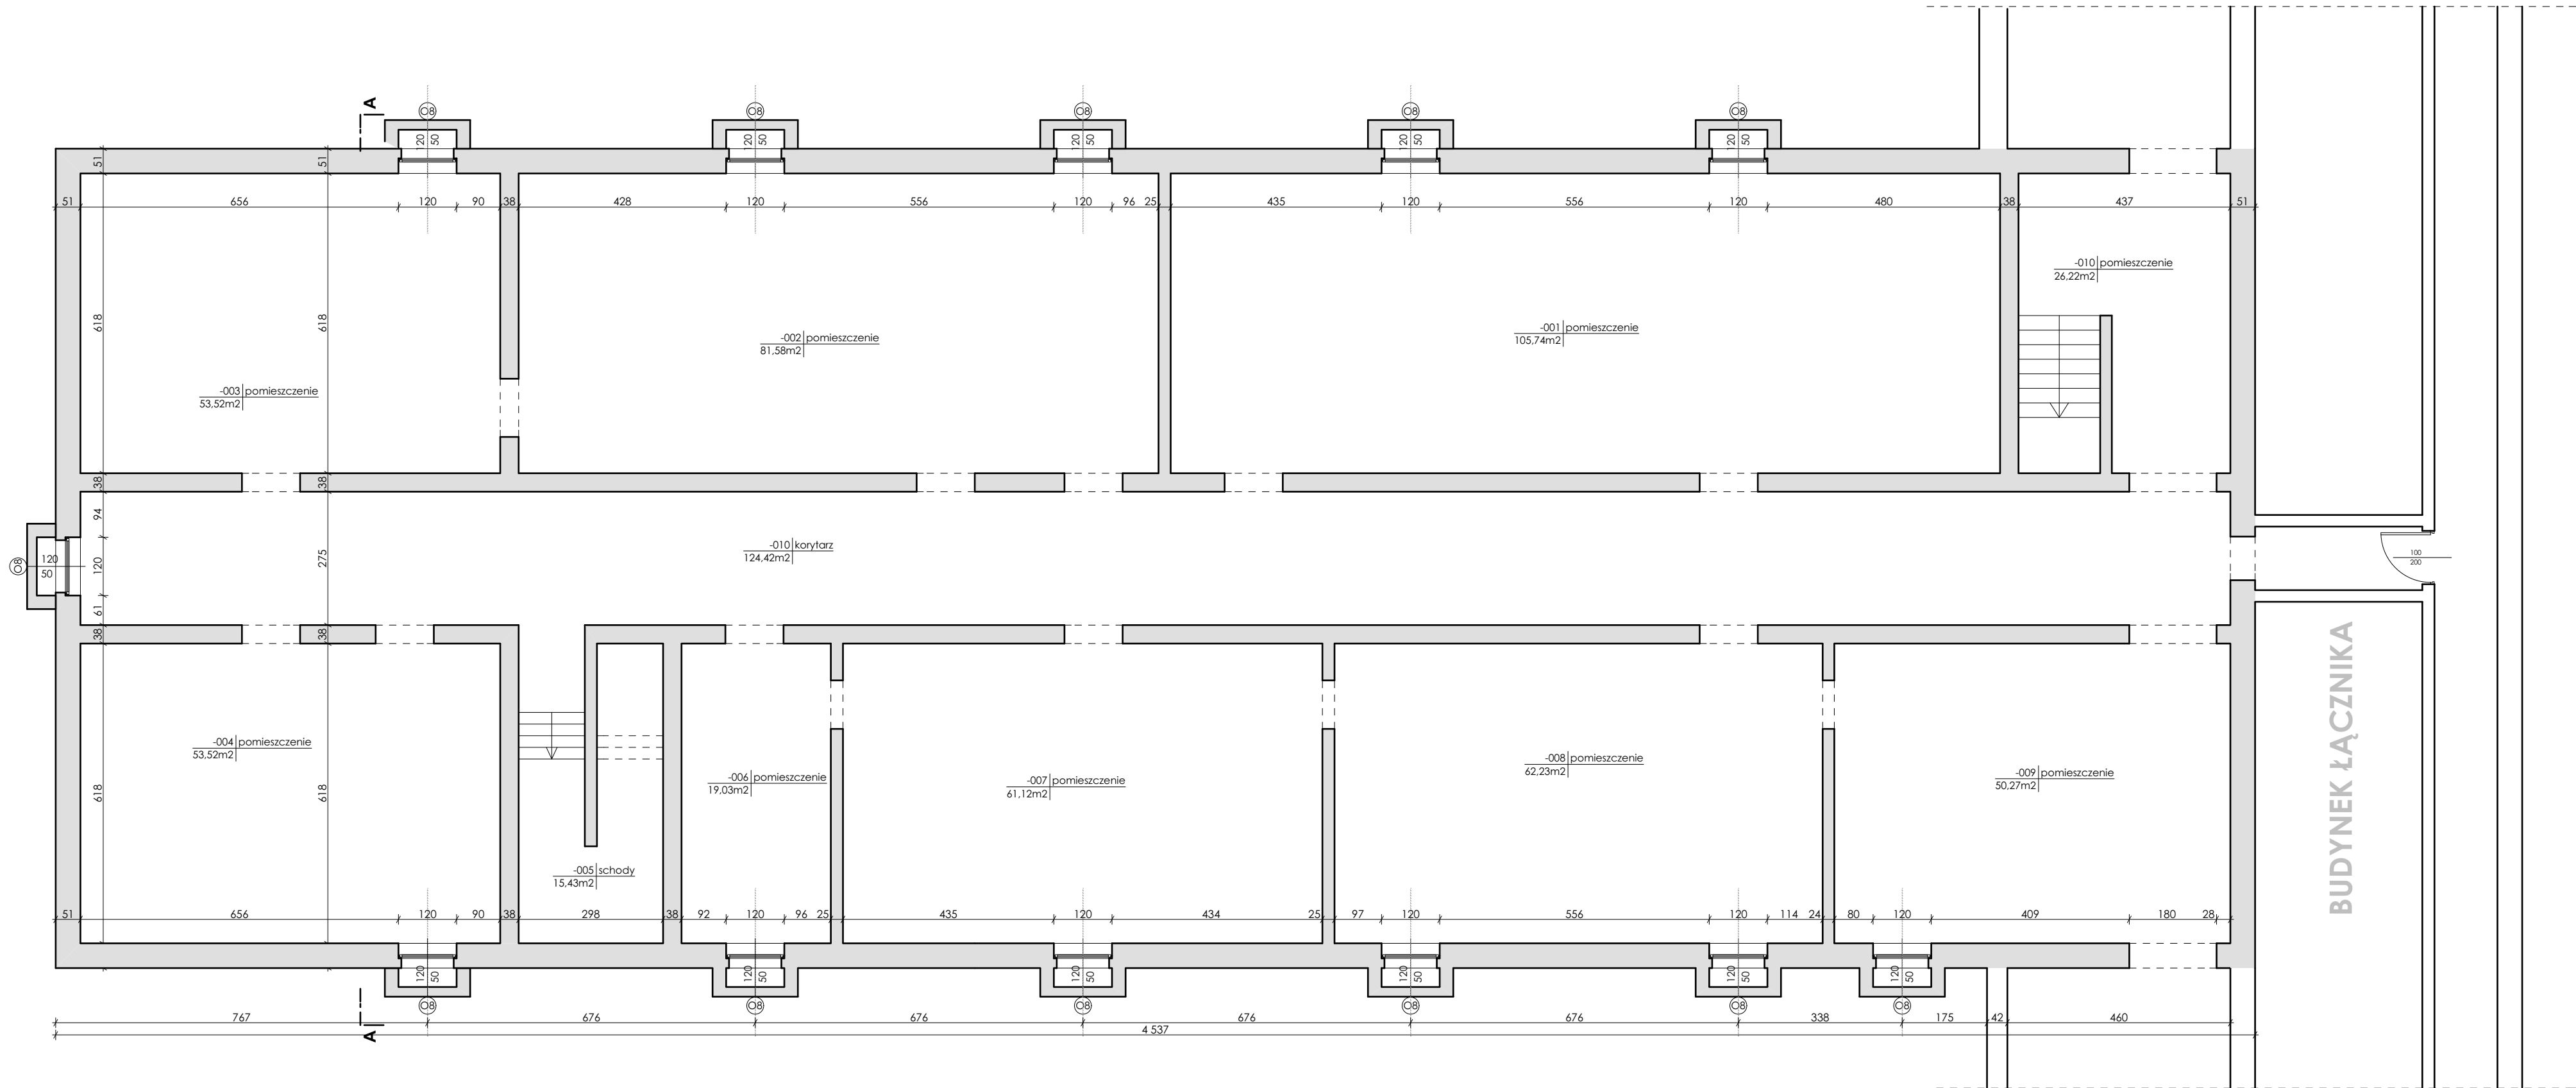 A
O8
O8
O8
O8
O8
120 50
120 50
120 50
120 50
120 50
51
51
51 656 120 90 38 428 120 556 120 96 25 435 120 556 120 480 38 437 51
-010 pomieszczenie
26,22m2
618
618
-002 pomieszczenie
81,58m2
-001 pomieszczenie
105,74m2
-003 pomieszczenie
53,52m2
38
38
94
-010 korytarz
124,42m2
O8
120
50
120
275
100
200
61
38
38
-004 pomieszczenie
53,52m2
-006 pomieszczenie
19,03m2
-007 pomieszczenie
61,12m2
-008 pomieszczenie
62,23m2
-009 pomieszczenie
50,27m2
BUDYNEK ŁĄCZNIKA
618
618
-005 schody
15,43m2
51 656 120 90 38 298 38 92 120 96 25 435 120 434 25 97 120 556 120 114 24 80 120 409 180 28
120 50
120 50
120 50
120 50
120 50
120 50
O8
O8
O8
O8
O8
O8
767 676 676 676 676 338 175 42 460
4 537
A